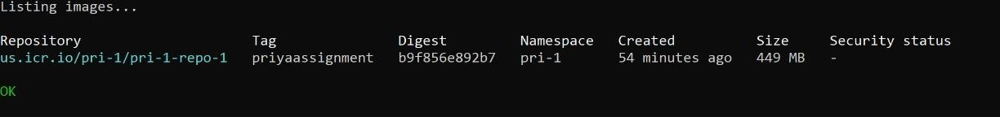 Listing images...
Repository Tag Digest Namespace Created Size Security status
us.icr.io/pri-1/pri-1-repo-1 priyaassignment b9f856e892b7 pri-1 54 minutes ago 449 MB -
OK